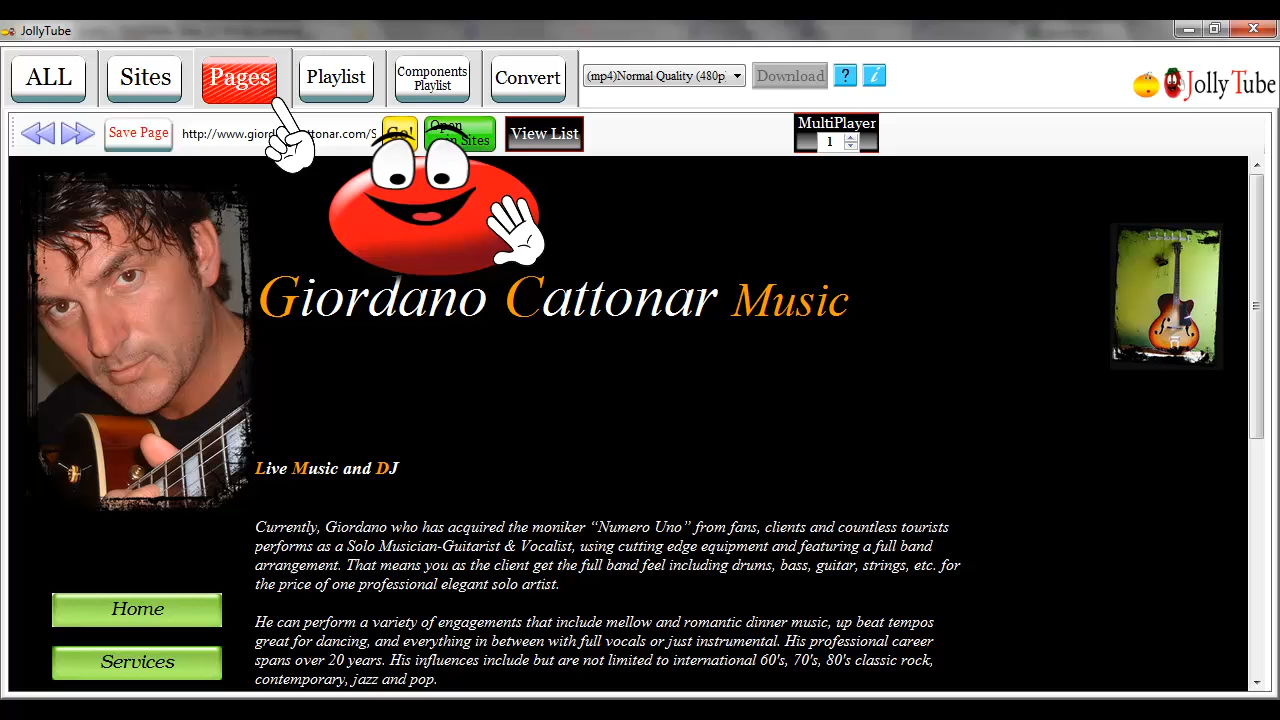 JollyTube
ALL
Sites
Pages
Playlist
Components
Playlist
Convert
(mp4)Normal Quality (480p)
Download
?
i
Jolly Tube
Save Page
http://www.gior ttonar.com/S
Go!
Open
in Sites
View List
MultiPlayer
1
Giordano Cattonar Music
Live Music and DJ
Currently, Giordano who has acquired the moniker “Numero Uno” from fans, clients and countless tourists
performs as a Solo Musician-Guitarist & Vocalist, using cutting edge equipment and featuring a full band
arrangement. That means you as the client get the full band feel including drums, bass, guitar, strings, etc. for
the price of one professional elegant solo artist.
He can perform a variety of engagements that include mellow and romantic dinner music, up beat tempos
great for dancing, and everything in between with full vocals or just instrumental. His professional career
spans over 20 years. His influences include but are not limited to international 60's, 70's, 80's classic rock,
contemporary, jazz and pop.
Home
Services